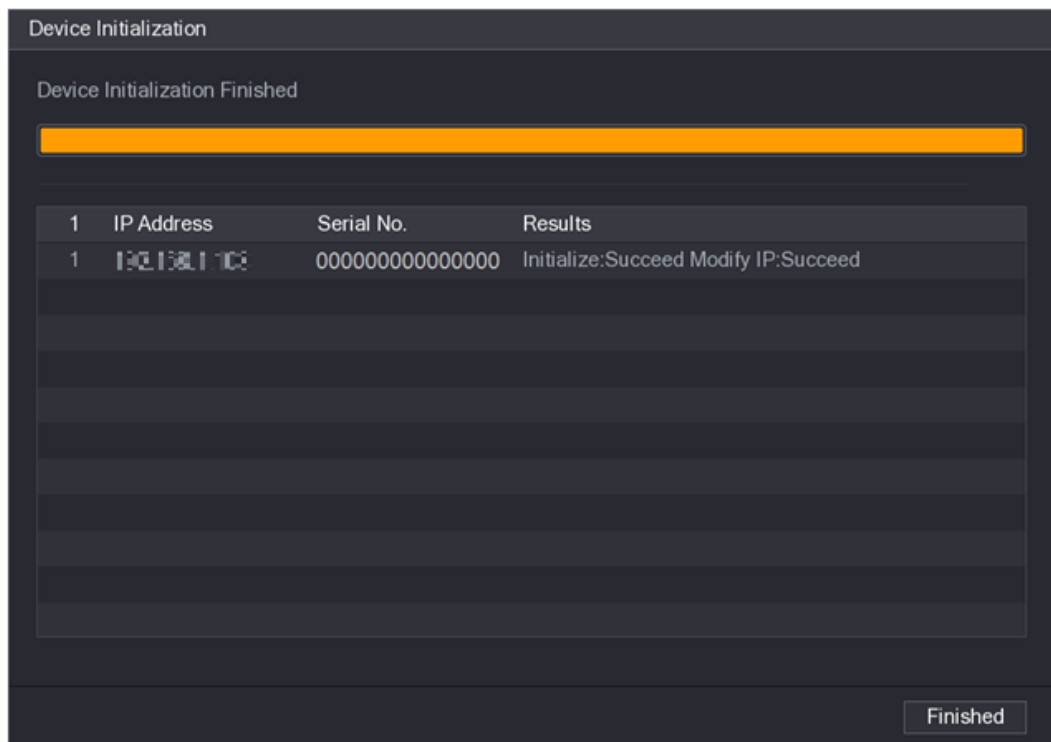 Device Initialization
Device Initialization Finished
1 IP Address Serial No. Results
1 000000000000000 Initialize:Succeed Modify IP:Succeed
Finished